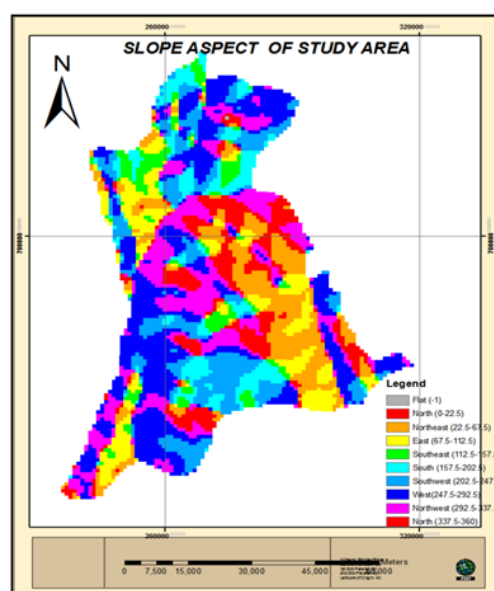 260000
320000
SLOPE ASPECT OF STUDY AREA
N
Legend
Flat (-1)
North (0-22.5)
Northeast (22.5-67.5)
East (67.5-112.5)
Southeast (112.5-157.5
South (157.5-202.5)
Southwest (202.5-247
West(247.5-292.5)
Northwest (292.5-337.
North (337.5-360)
260000
320000
Meters
0 7,500 15,000 30,000 45,000